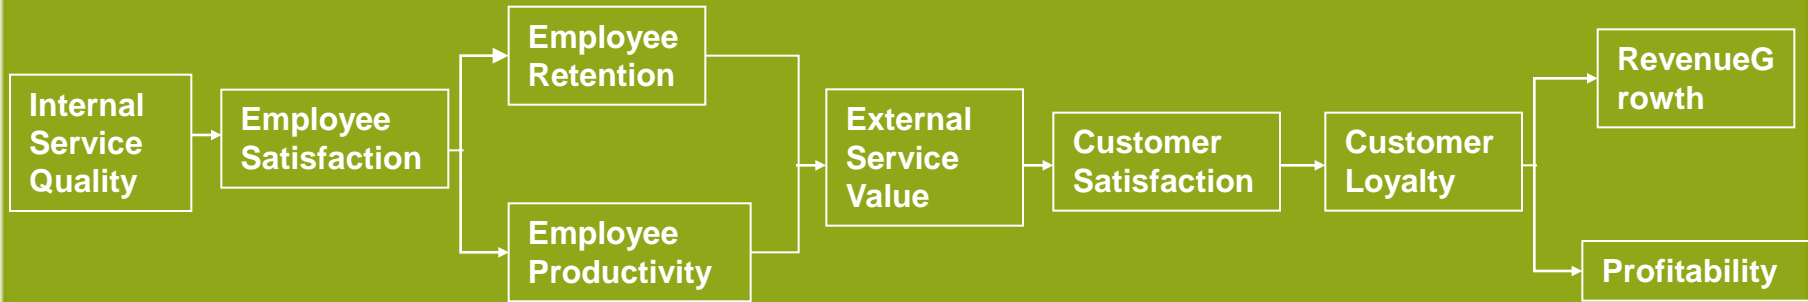 Internal
Service
Quality
Employee
Satisfaction
Employee
Retention
Employee
Productivity
External
Service
Value
Customer
Satisfaction
Customer
Loyalty
RevenueG
rowth
Profitability